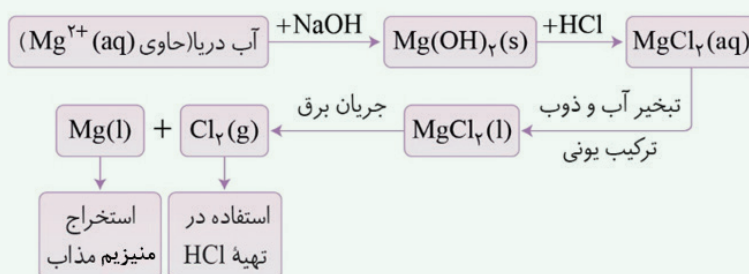 آب دریا(حاوی Mg²⁺(aq)) +NaOH Mg(OH)₂(s) +HCl MgCl₂(aq)
تبخیر آب و ذوب
ترکیب یونی
MgCl₂(l)
جریان برق
Mg(l) + Cl₂(g)
استفاده در
تهیهٔ HCl
استخراج
منیزیم مذاب